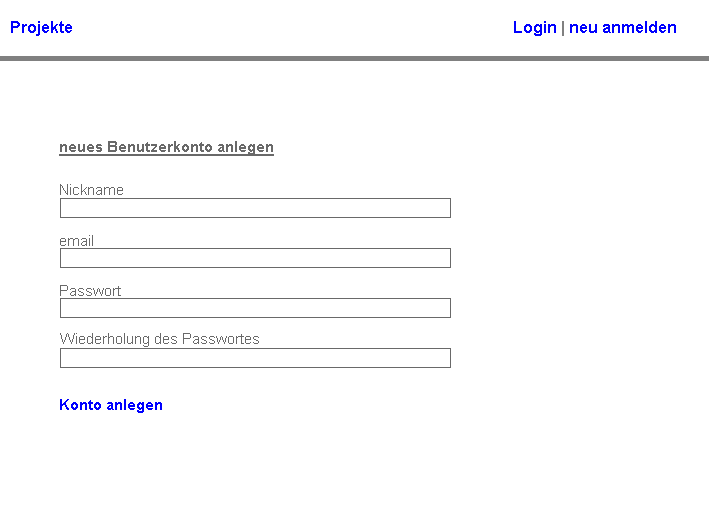 Projekte Login | neu anmelden
neues Benutzerkonto anlegen
Nickname
email
Passwort
Wiederholung des Passwortes
Konto anlegen